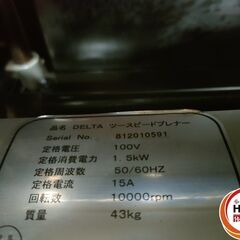 品名 DELTA ツースピードプレナー
Serial No. 812010591
定格電圧 100V
定格消費電力 1.5kW
定格周波数 50/60HZ
定格電流 15A
回転数 10000rpm
質量 43kg